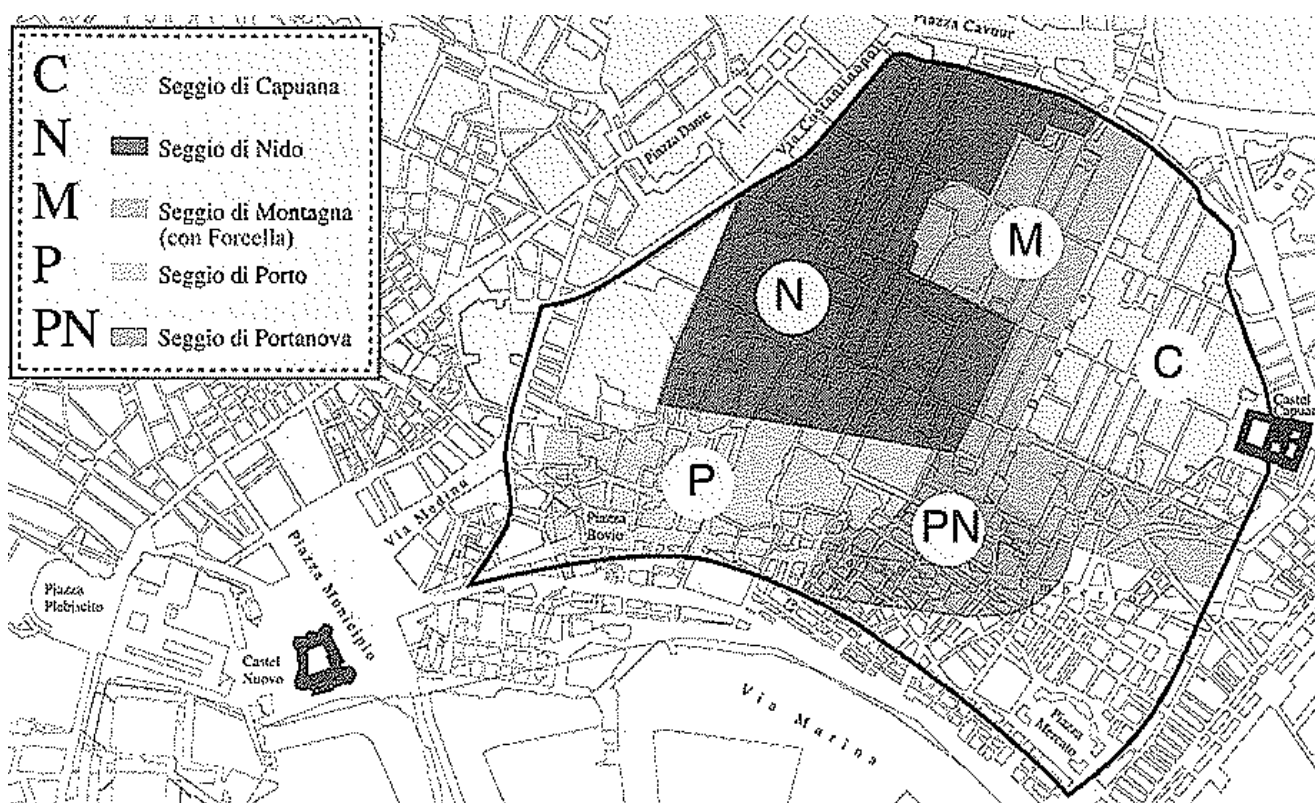 C Seggio di Capuana
N Seggio di Nido
M Seggio di Montagna
(con Forcella)
P Seggio di Porto
PN Seggio di Portanova
Piazza Cavour
Piazza Dante
Via Costantinopoli
N
M
C
P
PN
Castel
Capuano
Via Medina
Piazza
Bovio
Piazza Municipio
Piazza
Plebiscito
Castel
Nuovo
Via Marina
Piazza
Mercato